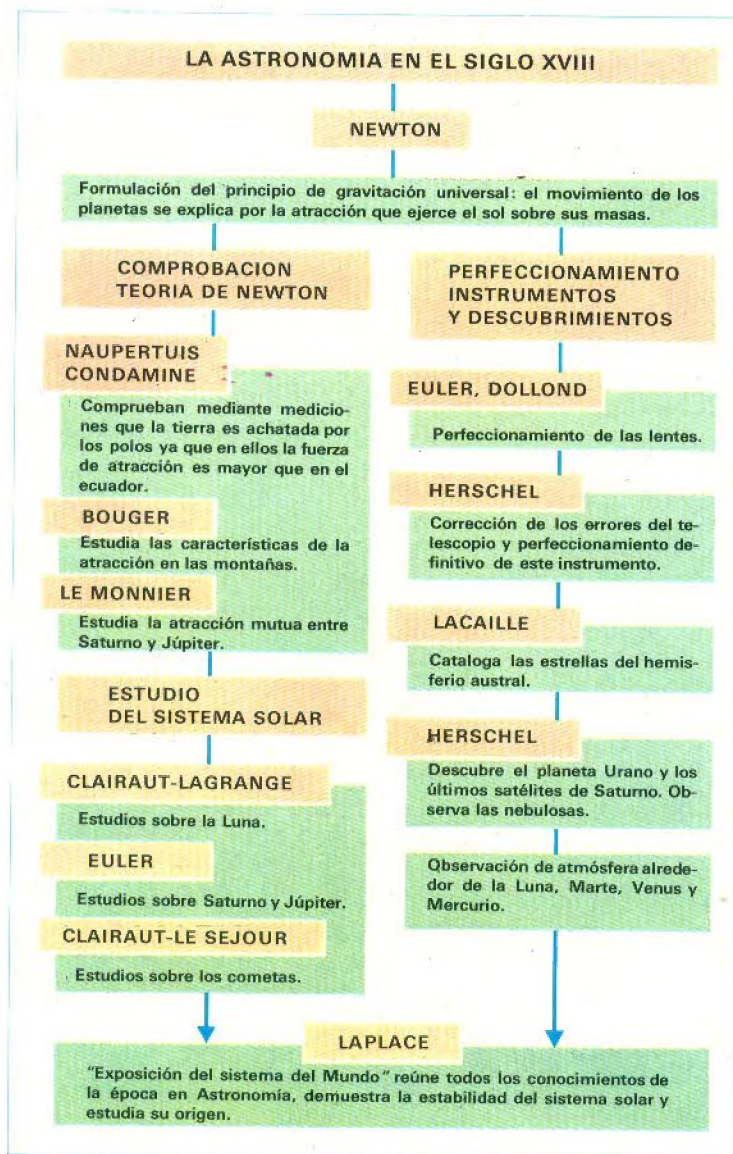 LA ASTRONOMIA EN EL SIGLO XVIII
NEWTON
Formulación del principio de gravitación universal: el movimiento de los
planetas se explica por la atracción que ejerce el sol sobre sus masas.
COMPROBACION
TEORIA DE NEWTON
NAUPERTUIS
CONDAMINE
Comprueban mediante medicio-
nes que la tierra es achatada por
los polos ya que en ellos la fuerza
de atracción es mayor que en el
ecuador.
BOUGER
Estudia las características de la
atracción en las montañas.
LE MONNIER
Estudia la atracción mutua entre
Saturno y Júpiter.
ESTUDIO
DEL SISTEMA SOLAR
CLAIRAUT-LAGRANGE
Estudios sobre la Luna.
EULER
Estudios sobre Saturno y Júpiter.
CLAIRAUT-LE SEJOUR
Estudios sobre los cometas.
PERFECCIONAMIENTO
INSTRUMENTOS
Y DESCUBRIMIENTOS
EULER, DOLLOND
Perfeccionamiento de las lentes.
HERSCHEL
Corrección de los errores del te-
lescopio y perfeccionamiento de-
finitivo de este instrumento.
LACAILLE
Cataloga las estrellas del hemis-
ferio austral.
HERSCHEL
Descubre el planeta Urano y los
últimos satélites de Saturno. Ob-
serva las nebulosas.
Observación de atmósfera alrede-
dor de la Luna, Marte, Venus y
Mercurio.
LAPLACE
"Exposición del sistema del Mundo" reúne todos los conocimientos de
la época en Astronomía, demuestra la estabilidad del sistema solar y
estudia su origen.